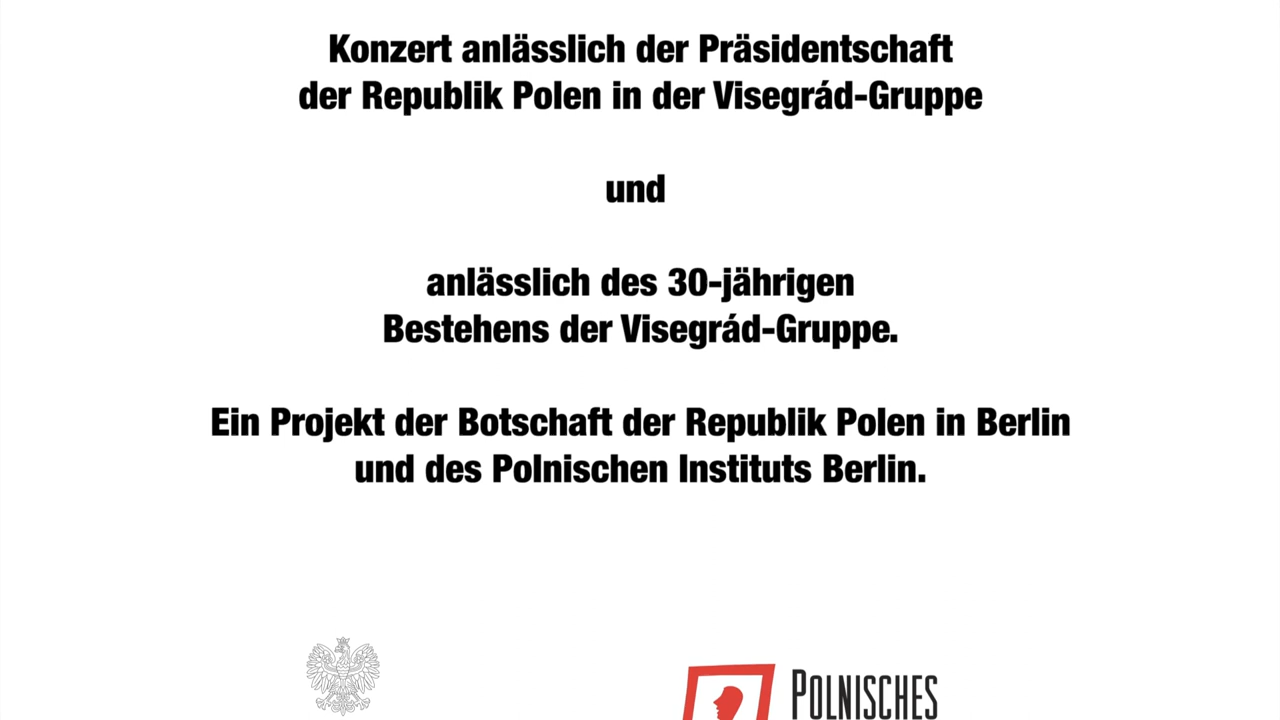 Konzert anlässlich der Präsidentschaft
der Republik Polen in der Visegrád-Gruppe
und
anlässlich des 30-jährigen
Bestehens der Visegrád-Gruppe.
Ein Projekt der Botschaft der Republik Polen in Berlin
und des Polnischen Instituts Berlin.
POLNISCHES